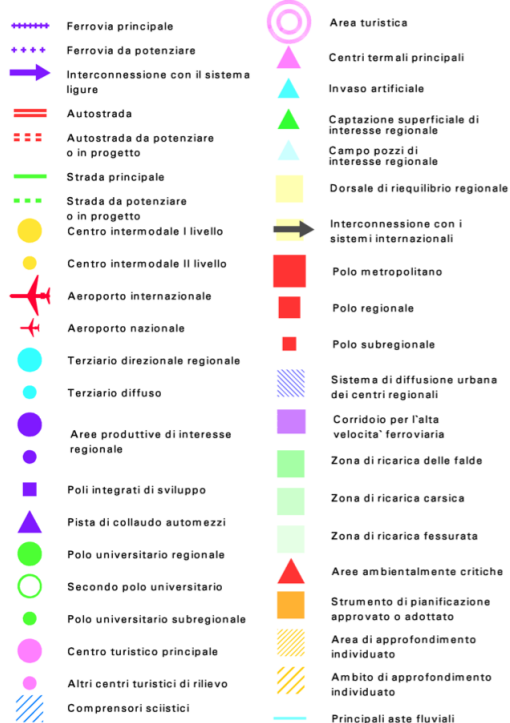 Ferrovia principale
Ferrovia da potenziare
Interconnessione con il sistema
ligure
Autostrada
Autostrada da potenziare
o in progetto
Strada principale
Strada da potenziare
o in progetto
Centro intermodale I livello
Centro intermodale II livello
Aeroporto internazionale
Aeroporto nazionale
Terziario direzionale regionale
Terziario diffuso
Aree produttive di interesse
regionale
Poli integrati di sviluppo
Pista di collaudo automezzi
Polo universitario regionale
Secondo polo universitario
Polo universitario subregionale
Centro turistico principale
Altri centri turistici di rilievo
Comprensori sciistici
Area turistica
Centri termali principali
Invaso artificiale
Captazione superficiale di
interesse regionale
Campo pozzi di
interesse regionale
Dorsale di riequilibrio regionale
Interconnessione con i
sistemi internazionali
Polo metropolitano
Polo regionale
Polo subregionale
Sistema di diffusione urbana
dei centri regionali
Corridoio per l`alta
velocita` ferroviaria
Zona di ricarica delle falde
Zona di ricarica carsica
Zona di ricarica fessurata
Aree ambientalmente critiche
Strumento di pianificazione
approvato o adottato
Area di approfondimento
individuato
Ambito di approfondimento
individuato
Principali aste fluviali